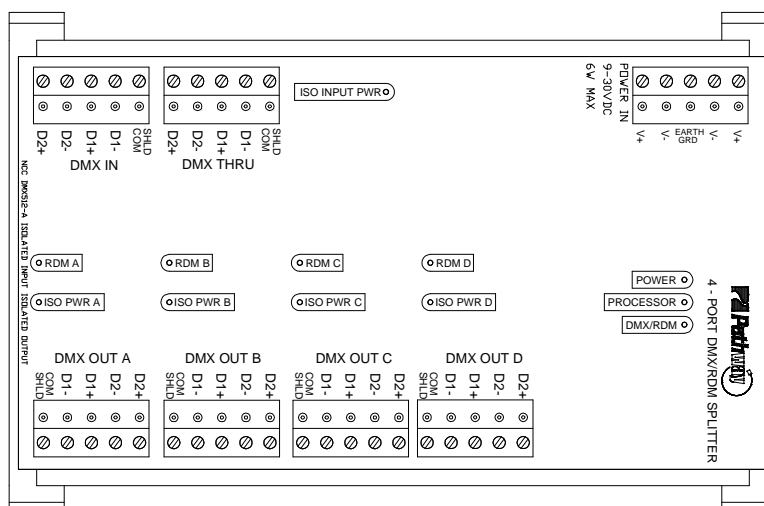 ISO INPUT PWR
POWER IN
9-30VDC
6W MAX
D2+
D2-
D1+
D1-
SHLD
COM
D2+
D2-
D1+
D1-
SHLD
COM
V+
V-
EARTH
GRD
V-
V+
DMX IN
DMX THRU
NCC DMX512-A ISOLATED INPUT ISOLATED OUTPUT
RDM A
RDM B
RDM C
RDM D
ISO PWR A
ISO PWR B
ISO PWR C
ISO PWR D
POWER
PROCESSOR
DMX/RDM
4 - PORT DMX/RDM SPLITTER
Pathway
DMX OUT A
DMX OUT B
DMX OUT C
DMX OUT D
SHLD
COM
D1-
D1+
D2-
D2+
SHLD
COM
D1-
D1+
D2-
D2+
SHLD
COM
D1-
D1+
D2-
D2+
SHLD
COM
D1-
D1+
D2-
D2+